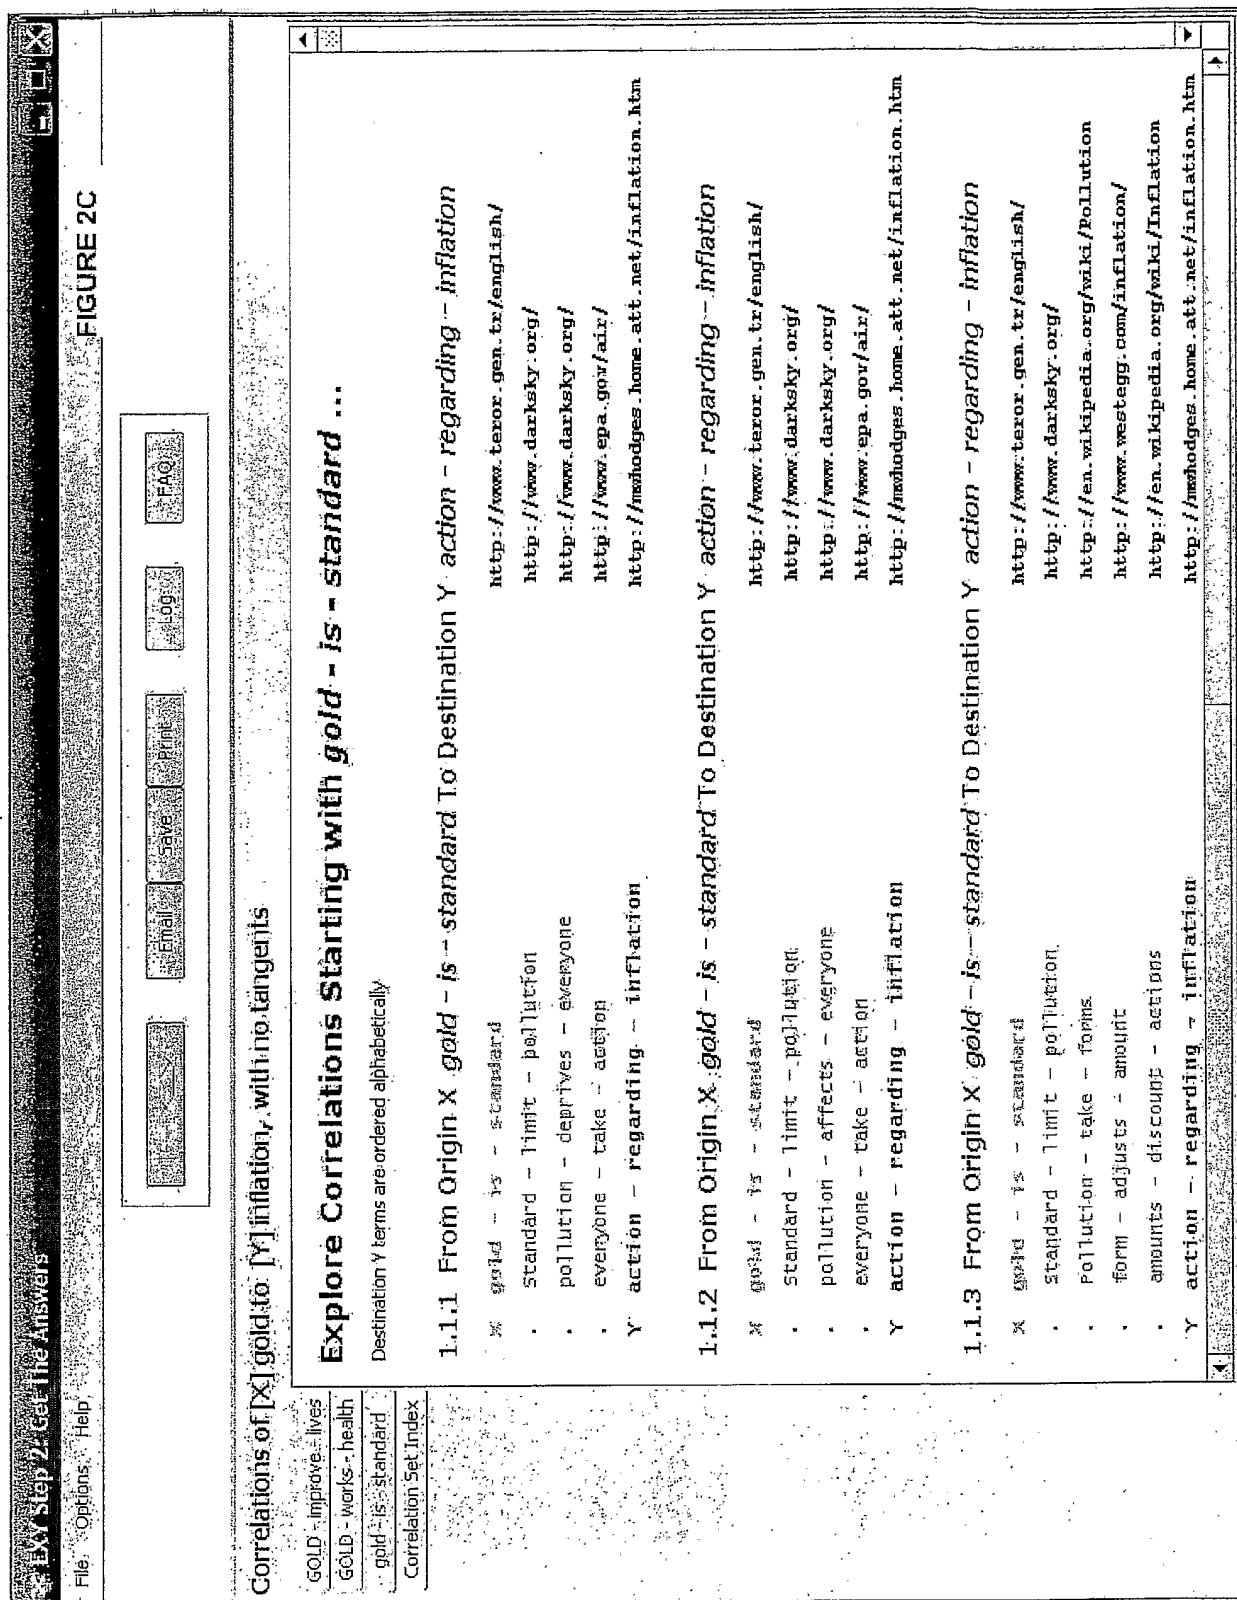 EXY Step 2: Get The Answers
File Options Help
FIGURE 2C
Email Save Print Log FAQ
Correlations of [X] gold to [Y] inflation, with no tangents
GOLD - improve - lives
GOLD - works - health
gold - is - standard
Correlation Set Index
Explore Correlations Starting with gold - is - standard ...
Destination Y terms are ordered alphabetically
1.1.1 From Origin X gold - is - standard To Destination Y action - regarding - inflation
X gold - is - standard http://www.teror.gen.tr/english/
. standard - limit - pollution http://www.darksky.org/
. pollution - deprives - everyone http://www.darksky.org/
. everyone - take - action http://www.epa.gov/air/
Y action - regarding - inflation http://mwhodges.home.att.net/inflation.htm
1.1.2 From Origin X gold - is - standard To Destination Y action - regarding - inflation
X gold - is - standard http://www.teror.gen.tr/english/
. standard - limit - pollution http://www.darksky.org/
. pollution - affects - everyone http://www.darksky.org/
. everyone - take - action http://www.epa.gov/air/
Y action - regarding - inflation http://mwhodges.home.att.net/inflation.htm
1.1.3 From Origin X gold - is - standard To Destination Y action - regarding - inflation
X gold - is - standard http://www.teror.gen.tr/english/
. standard - limit - pollution http://www.darksky.org/
. Pollution - take - forms http://en.wikipedia.org/wiki/Pollution
. form - adjusts - amount http://www.westegg.com/inflation/
. amounts - discount - actions http://en.wikipedia.org/wiki/Inflation
Y action - regarding - inflation http://mwhodges.home.att.net/inflation.htm